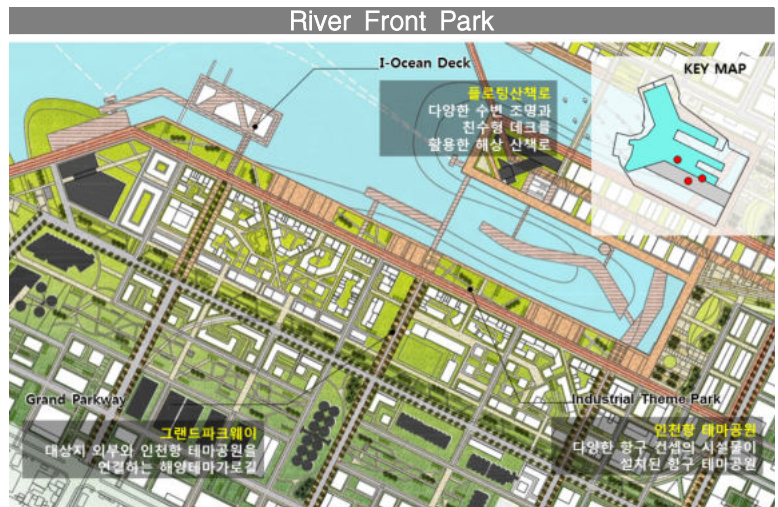 River Front Park
I-Ocean Deck
KEY MAP
플로팅산책로
다양한 수변 조명과
친수형 데크를
활용한 해상 산책로
Grand Parkway
Industrial Theme Park
그랜드파크웨이
대상지 외부와 인천항 테마공원을
연결하는 해양테마가로길
인천항 테마공원
다양한 항구 컨셉의 시설물이
설치된 항구 테마공원